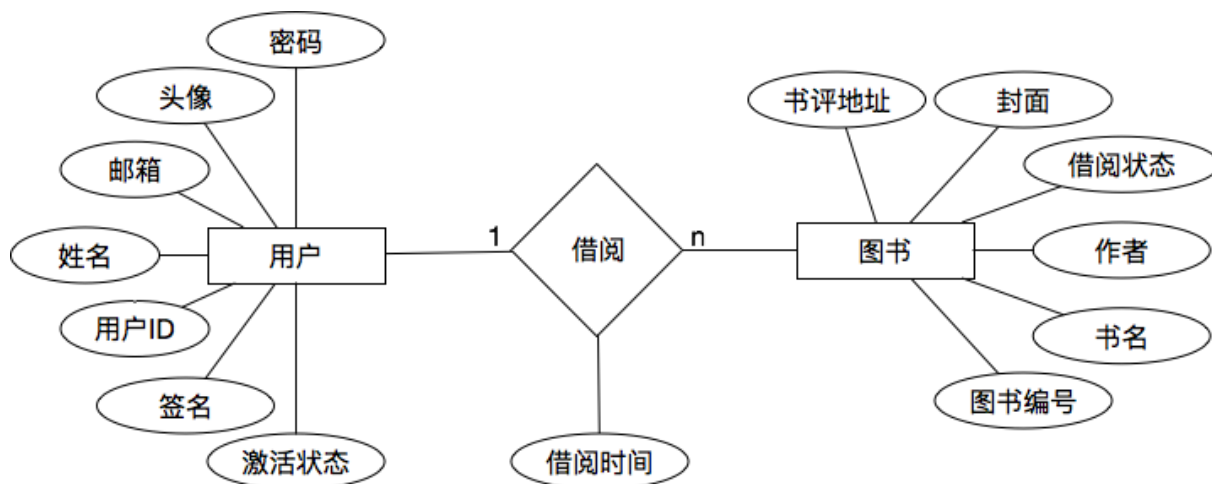 密码
头像
书评地址
封面
邮箱
借阅状态
姓名
用户
1
借阅
n
图书
作者
用户ID
书名
签名
图书编号
激活状态
借阅时间